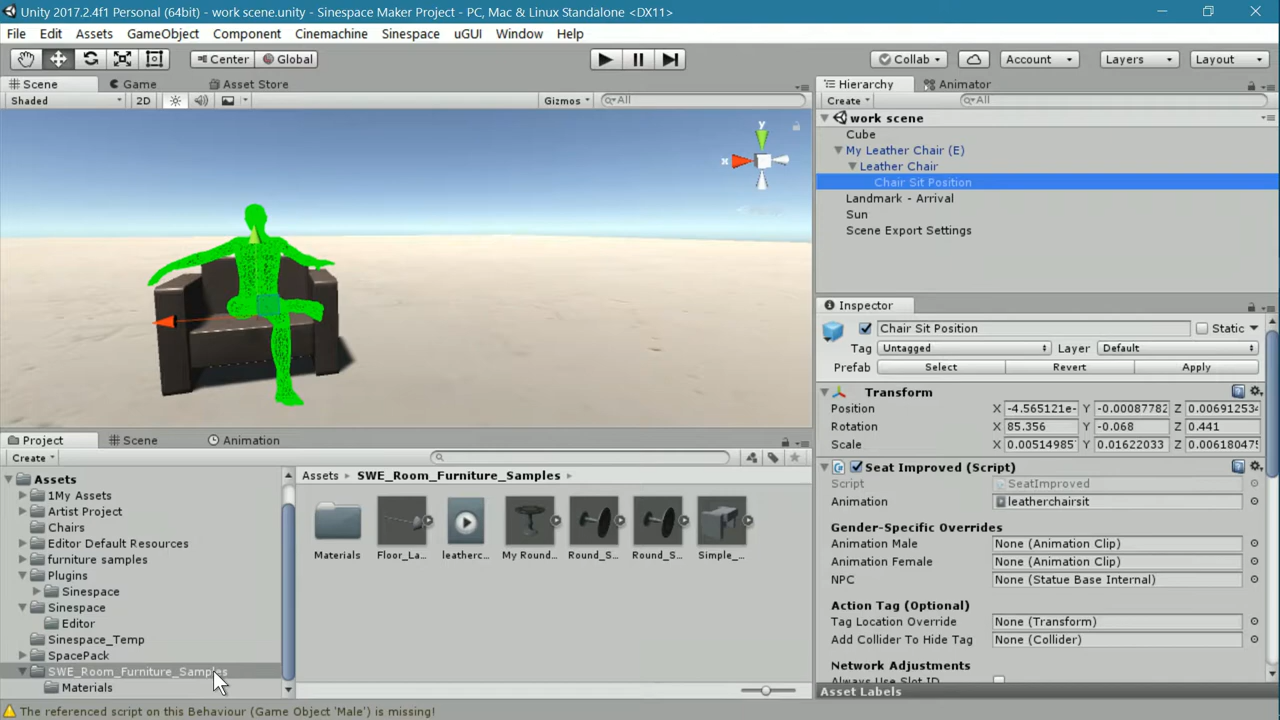 Unity 2017.2.4f1 Personal (64bit) - work scene.unity - Sinespace Maker Project - PC, Mac & Linux Standalone <DX11>
File Edit Assets GameObject Component Cinemachine Sinespace uGUI Window Help
Center Global Collab Account Layers Layout
Scene Game Asset Store
Shaded 2D Gizmos All
y
x
Hierarchy Animator
Create All
work scene
Cube
My Leather Chair (E)
Leather Chair
Chair Sit Position
Landmark - Arrival
Sun
Scene Export Settings
Inspector
Chair Sit Position Static
Tag Untagged Layer Default
Prefab Select Revert Apply
Transform
Position X -4.565121e- Y -0.00087782 Z 0.00691253
Rotation X 85.356 Y -0.068 Z 0.441
Scale X 0.00514985 Y 0.01622033 Z 0.00618047
Seat Improved (Script)
Script SeatImproved
Animation leatherchairsit
Gender-Specific Overrides
Animation Male None (Animation Clip)
Animation Female None (Animation Clip)
NPC None (Statue Base Internal)
Action Tag (Optional)
Tag Location Override None (Transform)
Add Collider To Hide Tag None (Collider)
Network Adjustments
Always Use Slot ID
Asset Labels
Project Scene Animation
Create
Assets
1My Assets
Artist Project
Chairs
Editor Default Resources
furniture samples
Plugins
Sinespace
Sinespace
Editor
Sinespace_Temp
SpacePack
SWE_Room_Furniture_Samples
Materials
Assets SWE_Room_Furniture_Samples
Materials Floor_La... leatherc... My Roun... Round_S... Round_S... Simple_...
The referenced script on this Behaviour (Game Object 'Male') is missing!